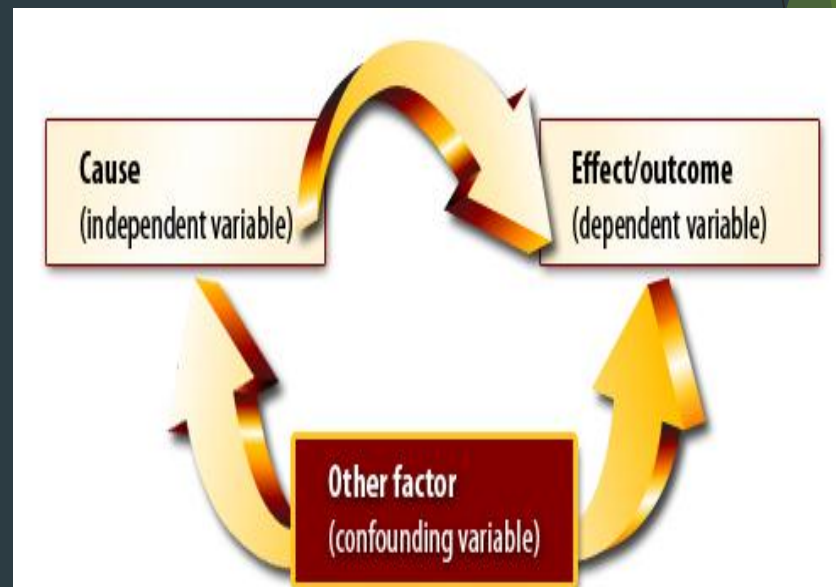 Cause
(independent variable)
Effect/outcome
(dependent variable)
Other factor
(confounding variable)